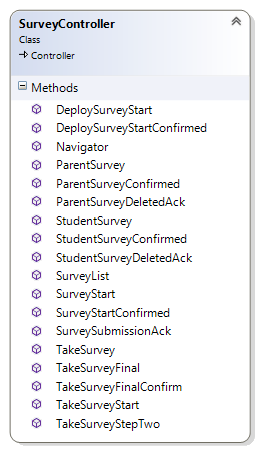 SurveyController
Class
Controller
Methods
DeploySurveyStart
DeploySurveyStartConfirmed
Navigator
ParentSurvey
ParentSurveyConfirmed
ParentSurveyDeletedAck
StudentSurvey
StudentSurveyConfirmed
StudentSurveyDeletedAck
SurveyList
SurveyStart
SurveyStartConfirmed
SurveySubmissionAck
TakeSurvey
TakeSurveyFinal
TakeSurveyFinalConfirm
TakeSurveyStart
TakeSurveyStepTwo